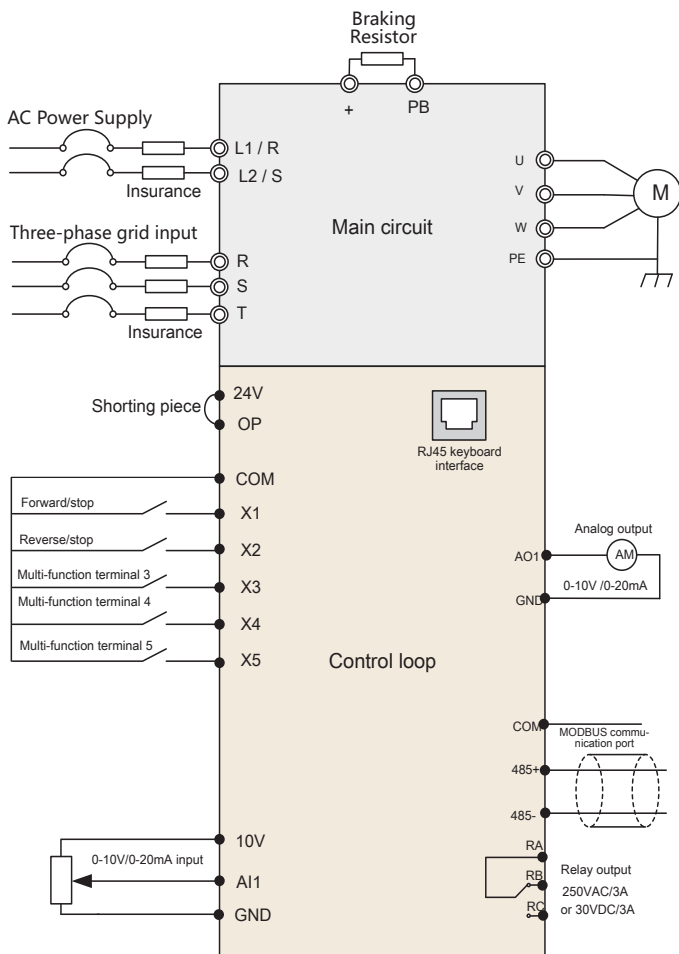 Braking
Resistor
+
PB
AC Power Supply
L1 / R
L2 / S
Insurance
U
V
W
PE
M
Main circuit
Three-phase grid input
R
S
T
Insurance
24V
Shorting piece
OP
RJ45 keyboard
interface
COM
Forward/stop
X1
Reverse/stop
X2
Multi-function terminal 3
X3
Multi-function terminal 4
X4
Multi-function terminal 5
X5
Analog output
AO1
AM
0-10V /0-20mA
GND
Control loop
COM
MODBUS commu-
nication port
485+
485-
10V
0-10V/0-20mA input
AI1
GND
RA
RB
RC
Relay output
250VAC/3A
or 30VDC/3A